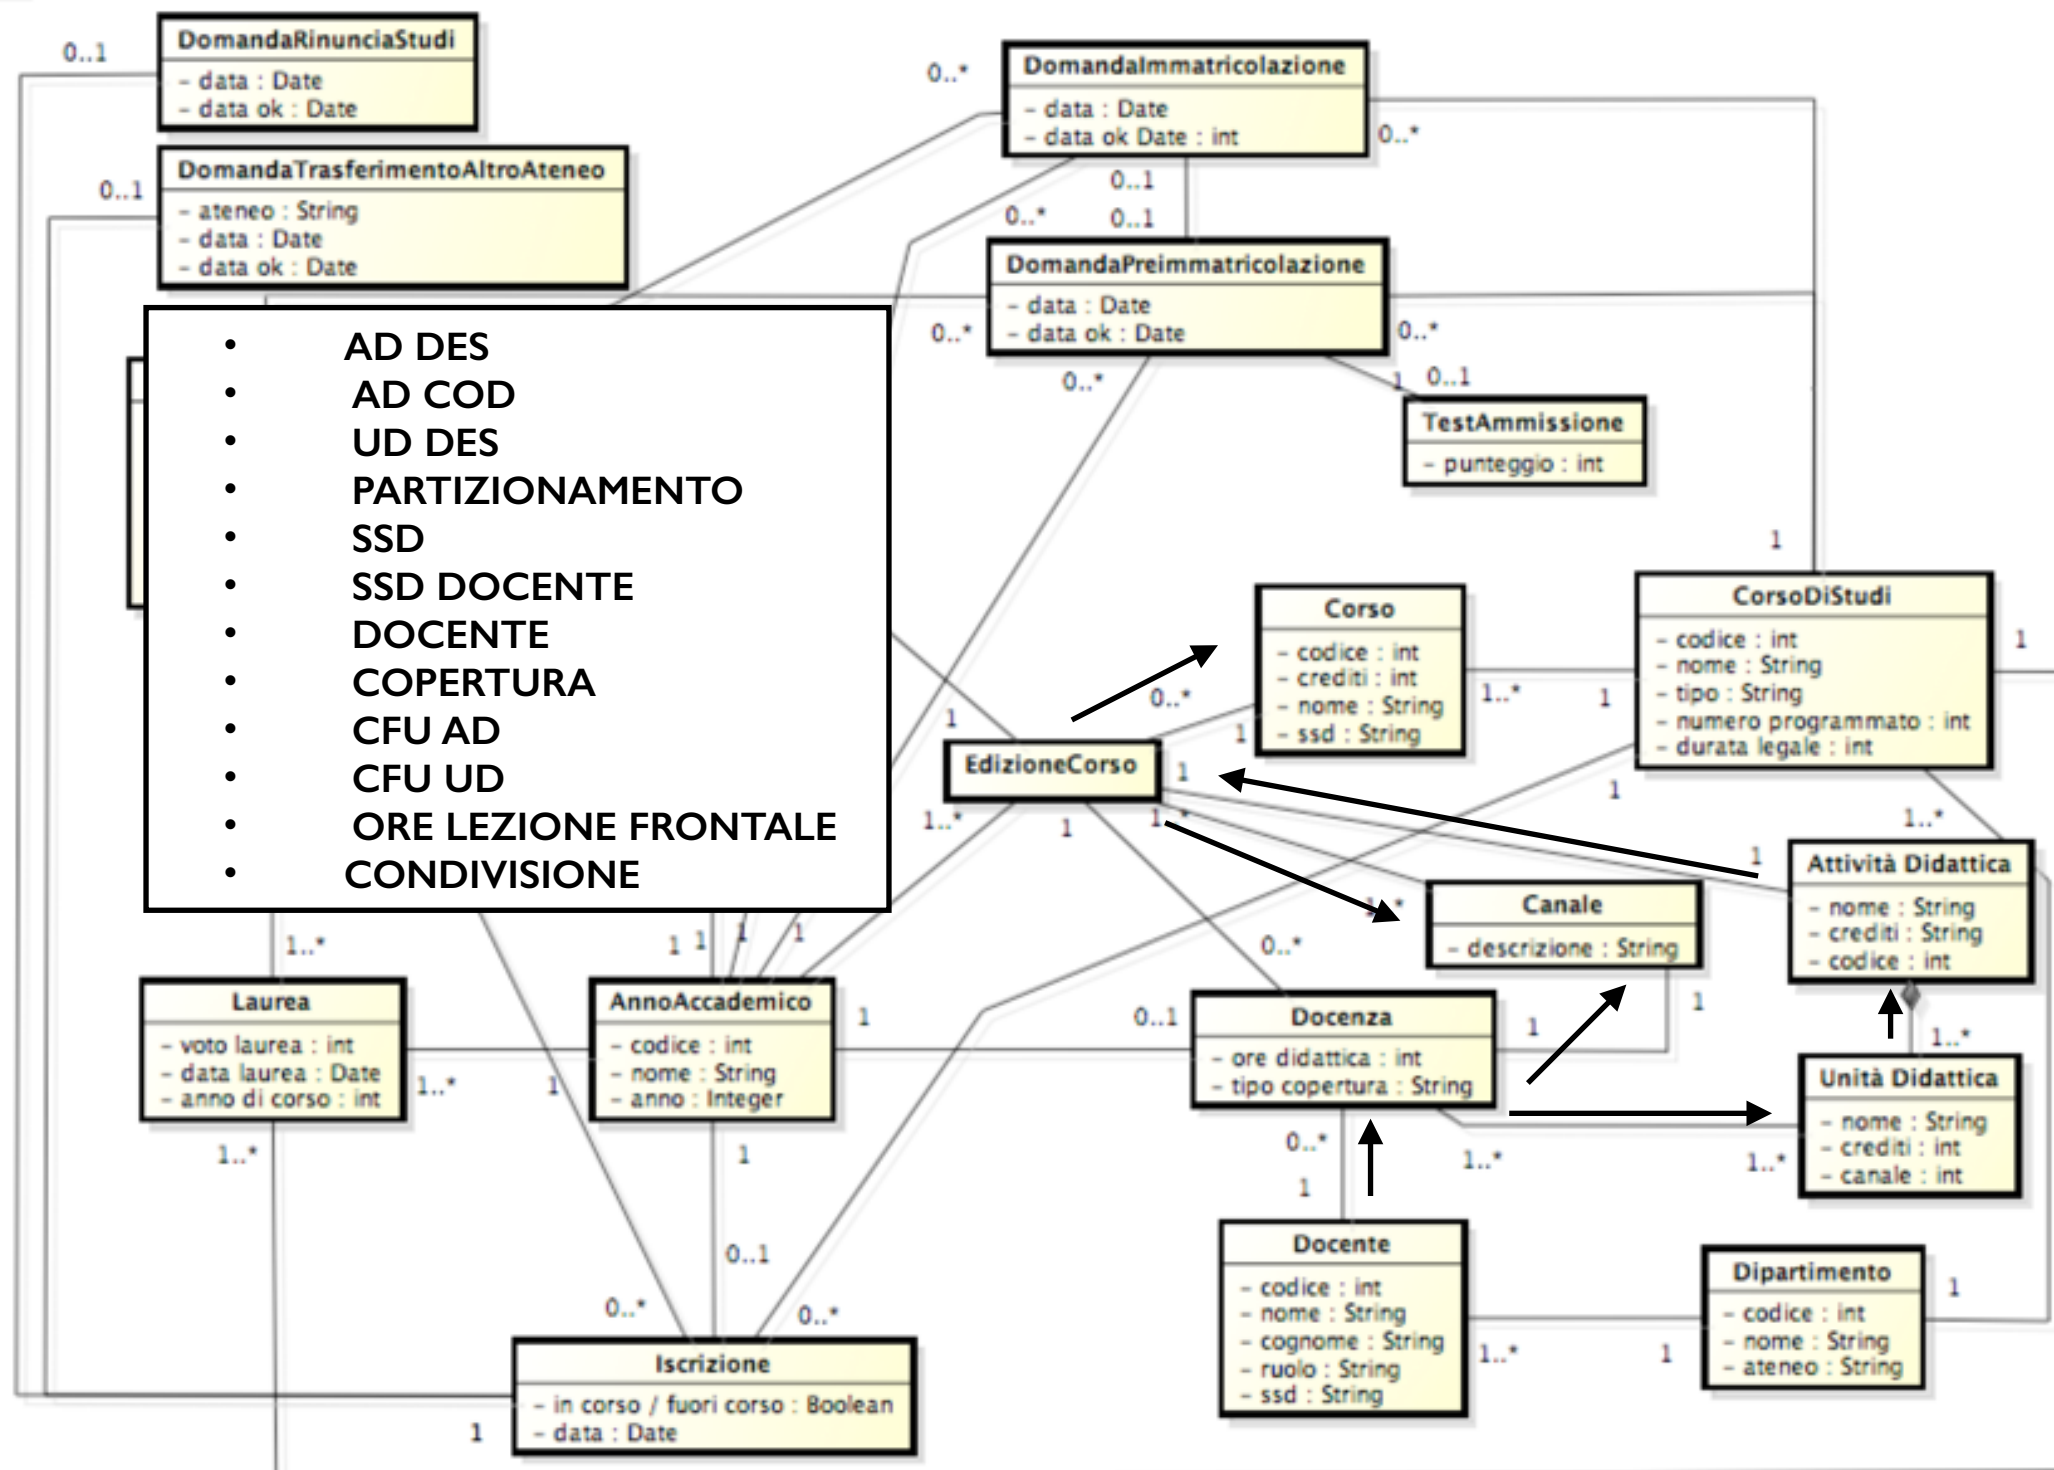 DomandaRinunciaStudi
- data : Date
- data ok : Date
0..1
DomandaTrasferimentoAltroAteneo
- ateneo : String
- data : Date
- data ok : Date
0..1
DomandaImmatricolazione
- data : Date
- data ok Date : int
0..*
0..*
0..1
0..*
0..1
DomandaPreimmatricolazione
- data : Date
- data ok : Date
0..*
0..*
0..*
1
0..1
TestAmmissione
- punteggio : int
• AD DES
• AD COD
• UD DES
• PARTIZIONAMENTO
• SSD
• SSD DOCENTE
• DOCENTE
• COPERTURA
• CFU AD
• CFU UD
• ORE LEZIONE FRONTALE
• CONDIVISIONE
1
Corso
- codice : int
- crediti : int
- nome : String
- ssd : String
CorsoDiStudi
- codice : int
- nome : String
- tipo : String
- numero programmato : int
- durata legale : int
1
1..*
1
0..*
1
1
EdizioneCorso
1
1
1..*
1..*
1
1
1..*
Attività Didattica
- nome : String
- crediti : String
- codice : int
Canale
- descrizione : String
0..*
1..*
1 1 1 1
Laurea
- voto laurea : int
- data laurea : Date
- anno di corso : int
AnnoAccademico
- codice : int
- nome : String
- anno : Integer
1
0..1
Docenza
- ore didattica : int
- tipo copertura : String
1
1
1..*
Unità Didattica
- nome : String
- crediti : int
- canale : int
1..*
1
1..*
1
0..*
1
1..*
1..*
Docente
- codice : int
- nome : String
- cognome : String
- ruolo : String
- ssd : String
Dipartimento
- codice : int
- nome : String
- ateneo : String
1
1..*
1
0..1
0..*
0..*
Iscrizione
- in corso / fuori corso : Boolean
- data : Date
1